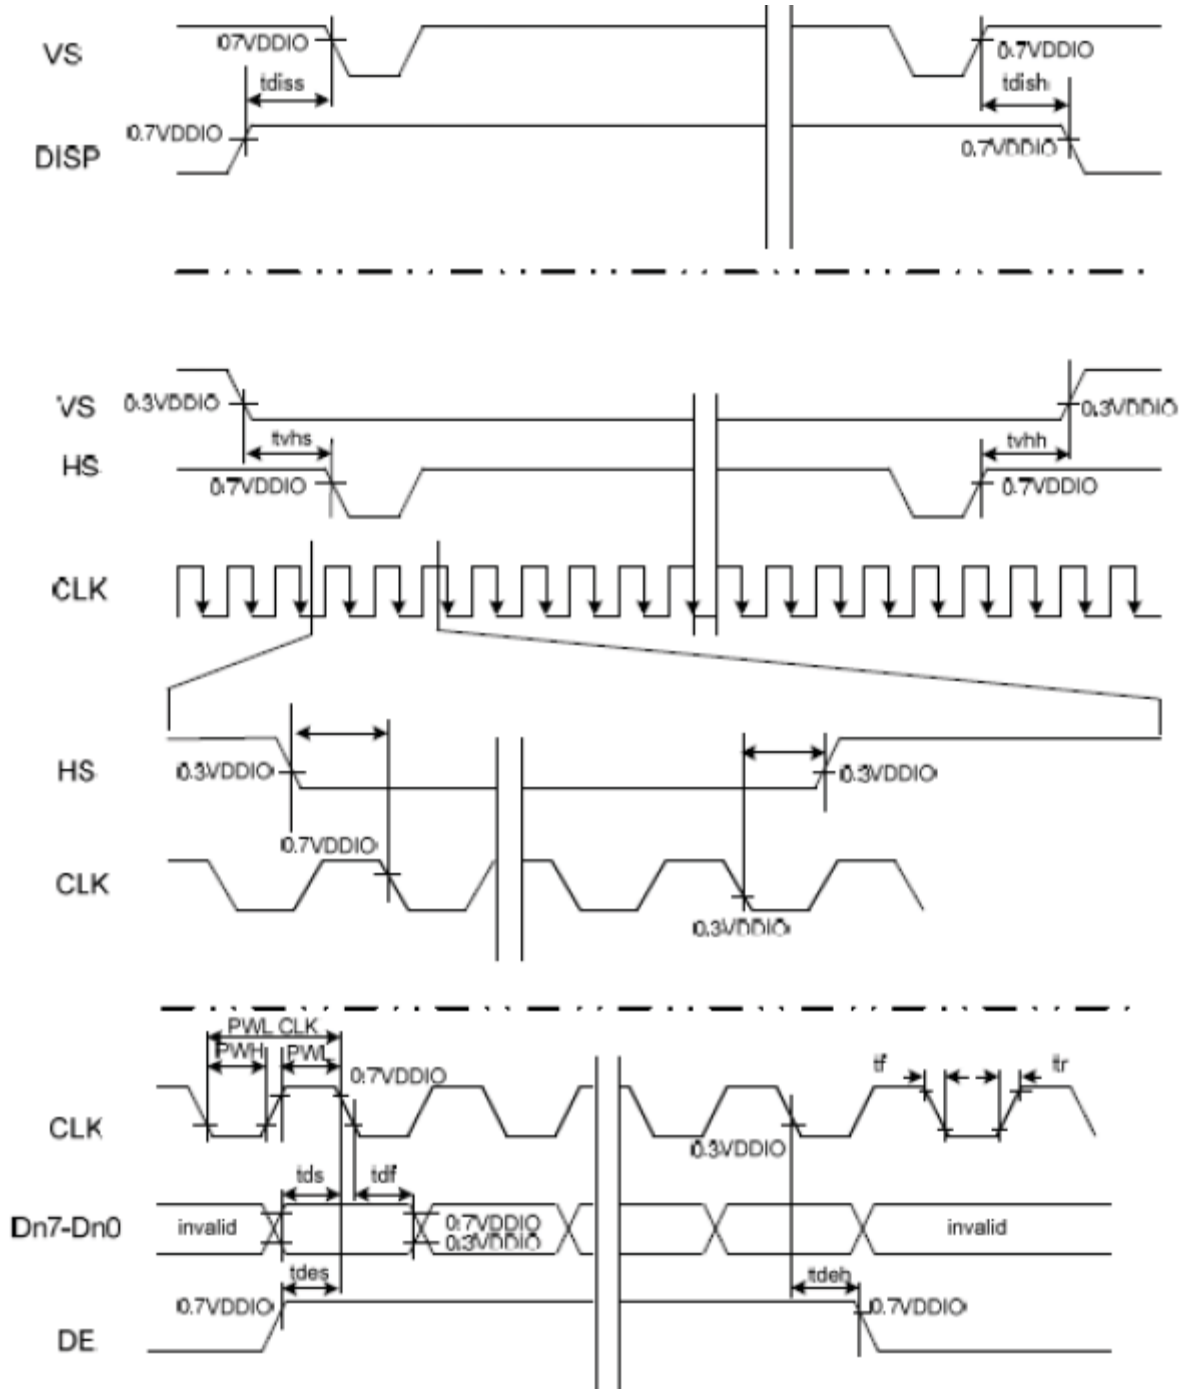 VS
07VDDIO
0.7VDDIO
tdiss
tdish
0.7VDDIO
DISP
0.7VDDIO
VS
0.3VDDIO
0.3VDDIO
tvhs
tvhh
HS
0.7VDDIO
0.7VDDIO
CLK
HS
0.3VDDIO
0.3VDDIO
0.7VDDIO
CLK
0.3VDDIO
PWL CLK
PWH
PWL
0.7VDDIO
tf
tr
CLK
0.3VDDIO
tds
tdf
Dn7-Dn0
invalid
0.7VDDIO
0.3VDDIO
invalid
tdes
tdeh
0.7VDDIO
0.7VDDIO
DE